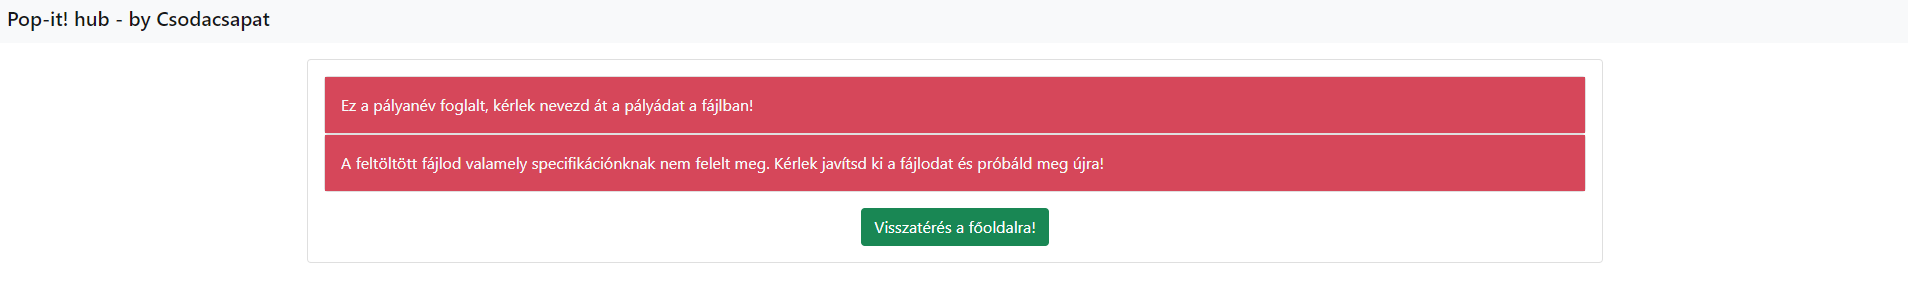 Pop-it! hub - by Csodacsapat
Ez a pályanév foglalt, kérlek nevezd át a pályádat a fájlban!
A feltöltött fájlod valamely specifikációnknak nem felelt meg. Kérlek javítsd ki a fájlodat és próbáld meg újra!
Visszatérés a főoldalra!